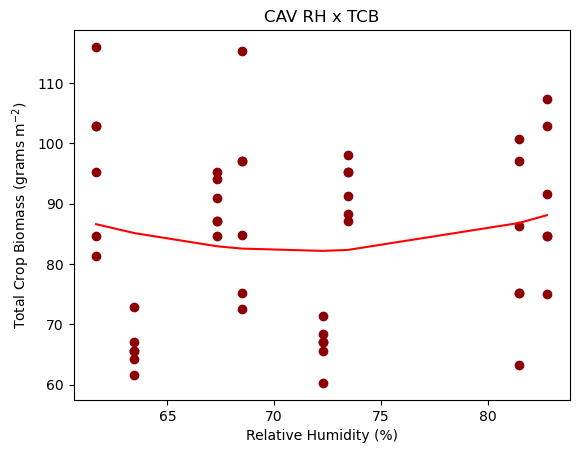 CAV RH x TCB
Total Crop Biomass (grams m⁻²)
110
100
90
80
70
60
65 70 75 80
Relative Humidity (%)